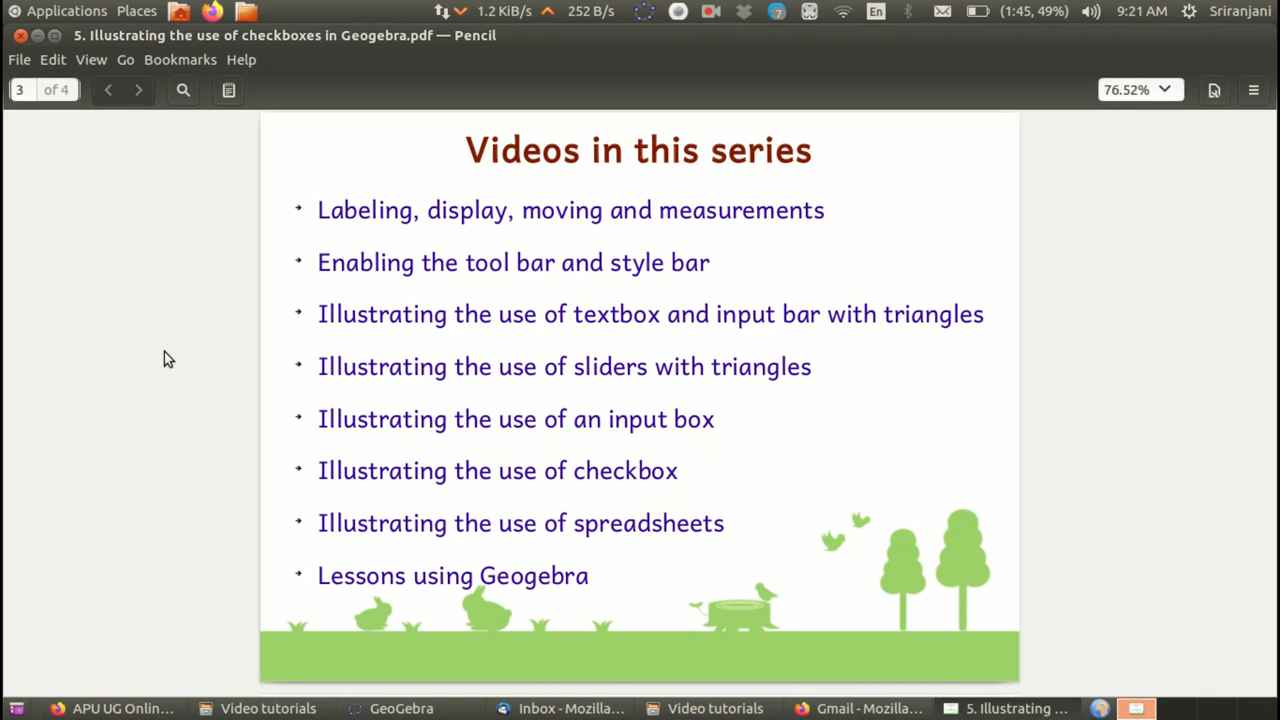 Applications Places 1.2 KiB/s 252 B/s En (1:45, 49%) 9:21 AM Sriranjani
5. Illustrating the use of checkboxes in Geogebra.pdf — Pencil
File Edit View Go Bookmarks Help
3 of 4 76.52%
Videos in this series
Labeling, display, moving and measurements
Enabling the tool bar and style bar
Illustrating the use of textbox and input bar with triangles
Illustrating the use of sliders with triangles
Illustrating the use of an input box
Illustrating the use of checkbox
Illustrating the use of spreadsheets
Lessons using Geogebra
APU UG Onlin... Video tutorials GeoGebra Inbox - Mozilla... Video tutorials Gmail - Mozilla... 5. Illustrating ...